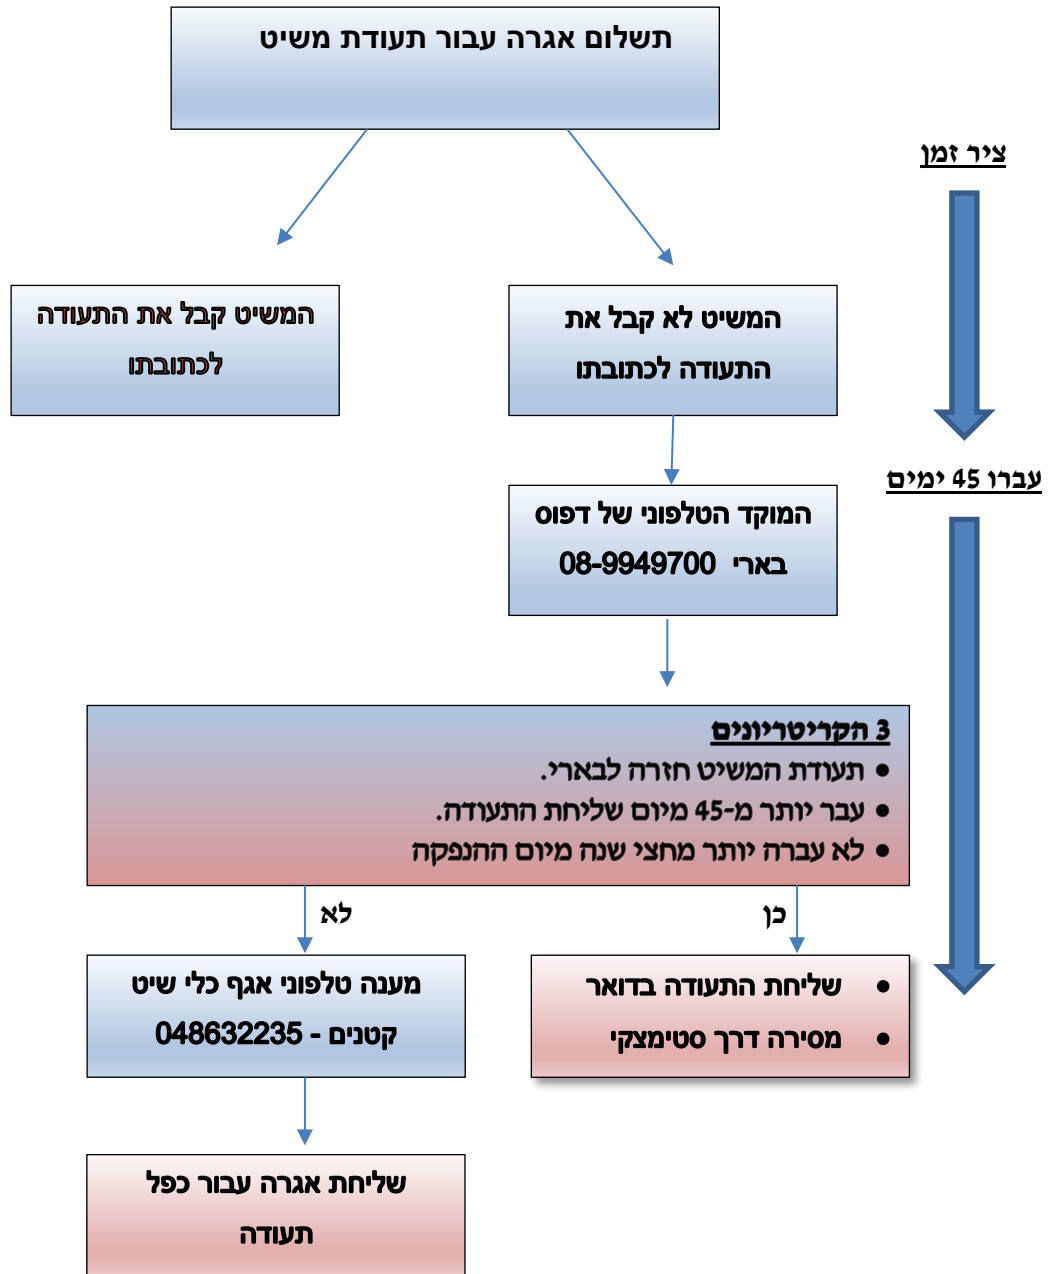 תשלום אגרה עבור תעודת משיט
ציר זמן
המשיט לא קבל את
התעודה לכתובתו
המשיט קבל את התעודה
לכתובתו
עברו 45 ימים
המוקד הטלפוני של דפוס
בארי 08-9949700
3 הקריטריונים
● תעודת המשיט חזרה לבארי.
● עבר יותר מ-45 מיום שליחת התעודה.
● לא עברה יותר מחצי שנה מיום ההנפקה
כן
לא
● שליחת התעודה בדואר
● מסירה דרך סטימצקי
מענה טלפוני אגף כלי שיט
קטנים - 048632235
שליחת אגרה עבור כפל
תעודה